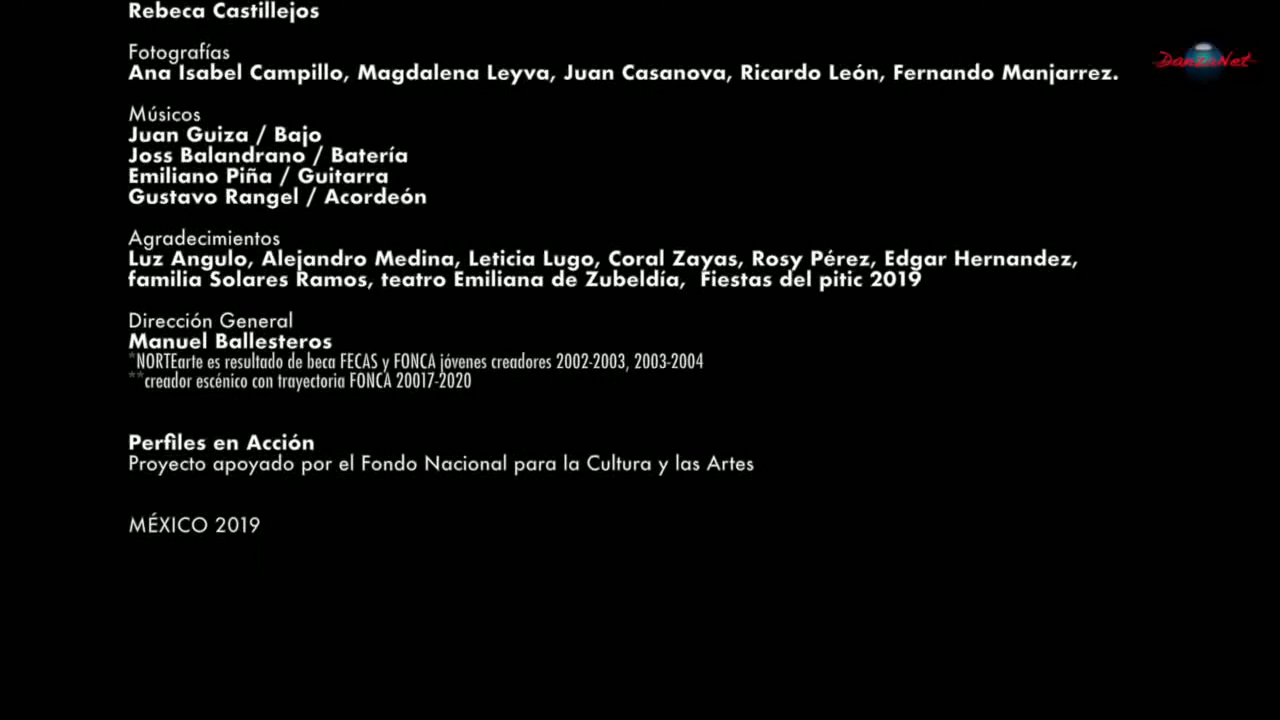 Rebeca Castillejos
DanzaNet
Fotografías
Ana Isabel Campillo, Magdalena Leyva, Juan Casanova, Ricardo León, Fernando Manjarrez.
Músicos
Juan Guiza / Bajo
Joss Balandrano / Batería
Emiliano Piña / Guitarra
Gustavo Rangel / Acordeón
Agradecimientos
Luz Angulo, Alejandro Medina, Leticia Lugo, Coral Zayas, Rosy Pérez, Edgar Hernandez,
familia Solares Ramos, teatro Emiliana de Zubeldía,  Fiestas del pitic 2019
Dirección General
Manuel Ballesteros
*NORTEarte es resultado de beca FECAS y FONCA jóvenes creadores 2002-2003, 2003-2004
**creador escénico con trayectoria FONCA 20017-2020
Perfiles en Acción
Proyecto apoyado por el Fondo Nacional para la Cultura y las Artes
MÉXICO 2019